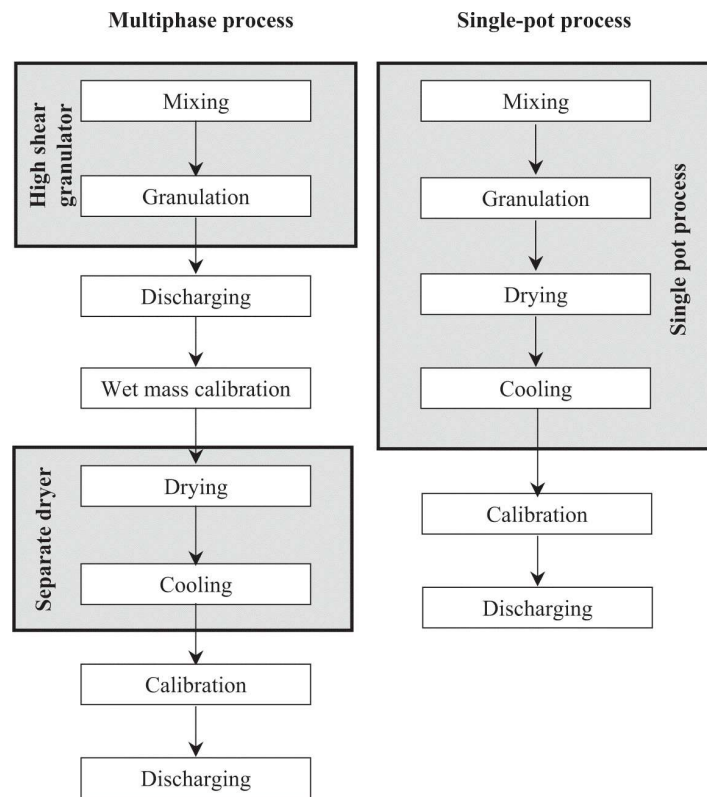 Multiphase process
High shear
granulator
Mixing
Granulation
Discharging
Wet mass calibration
Separate dryer
Drying
Cooling
Calibration
Discharging
Single-pot process
Mixing
Granulation
Drying
Cooling
Single pot process
Calibration
Discharging